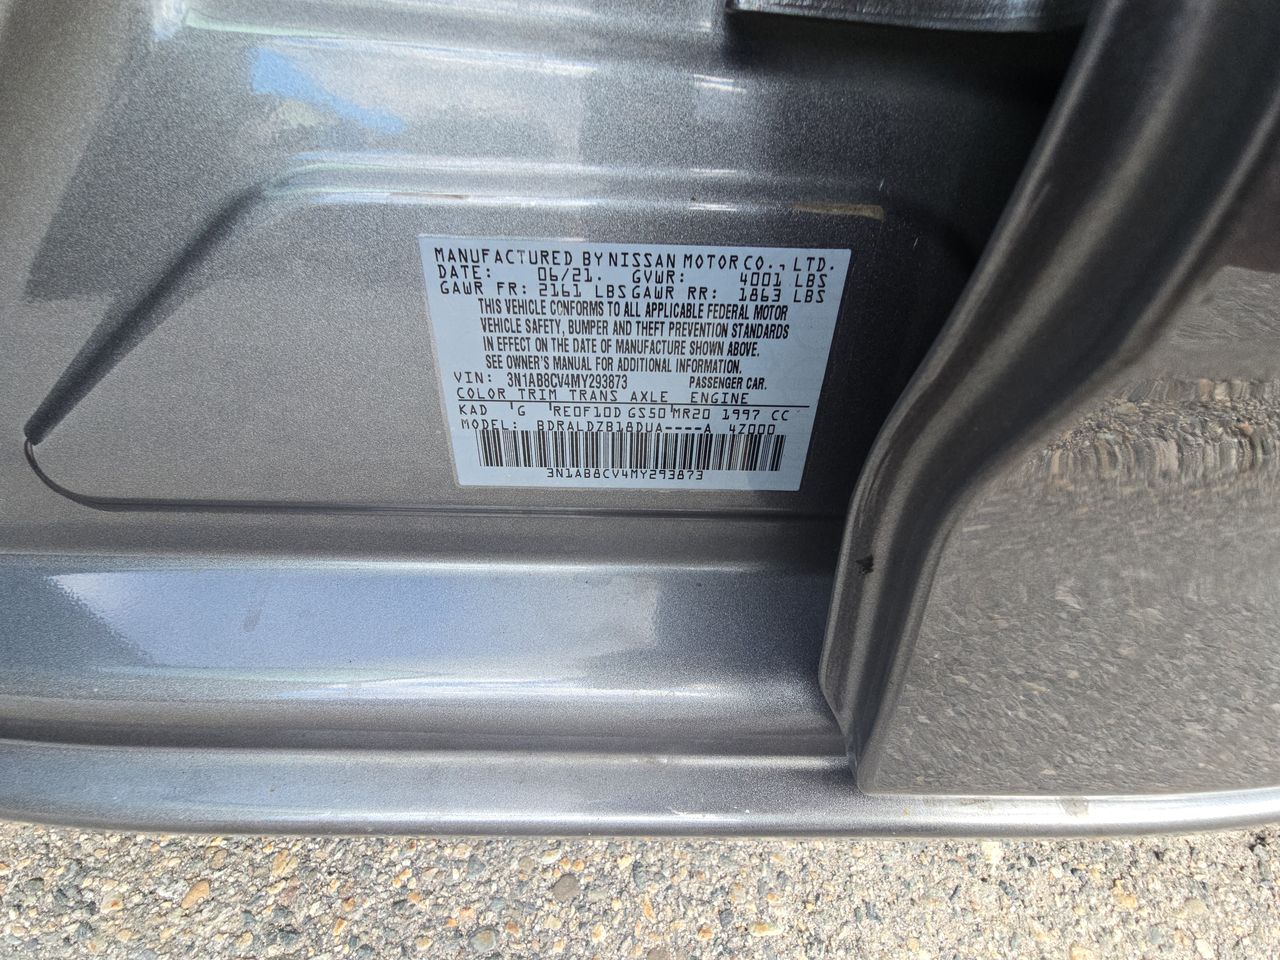 MANUFACTURED BY NISSAN MOTOR CO., LTD.
DATE: 06/21. GVWR: 4001 LBS
GAWR FR: 2161 LBS GAWR RR: 1863 LBS
THIS VEHICLE CONFORMS TO ALL APPLICABLE FEDERAL MOTOR
VEHICLE SAFETY, BUMPER AND THEFT PREVENTION STANDARDS
IN EFFECT ON THE DATE OF MANUFACTURE SHOWN ABOVE.
SEE OWNER'S MANUAL FOR ADDITIONAL INFORMATION.
VIN: 3N1AB8CV4MY293873 PASSENGER CAR.
COLOR TRIM TRANS AXLE ENGINE
KAD G RE0F10D GS50 MR20 1997 CC
MODEL: BDRALDZB18DUA----A 4Z000
3N1AB8CV4MY293873